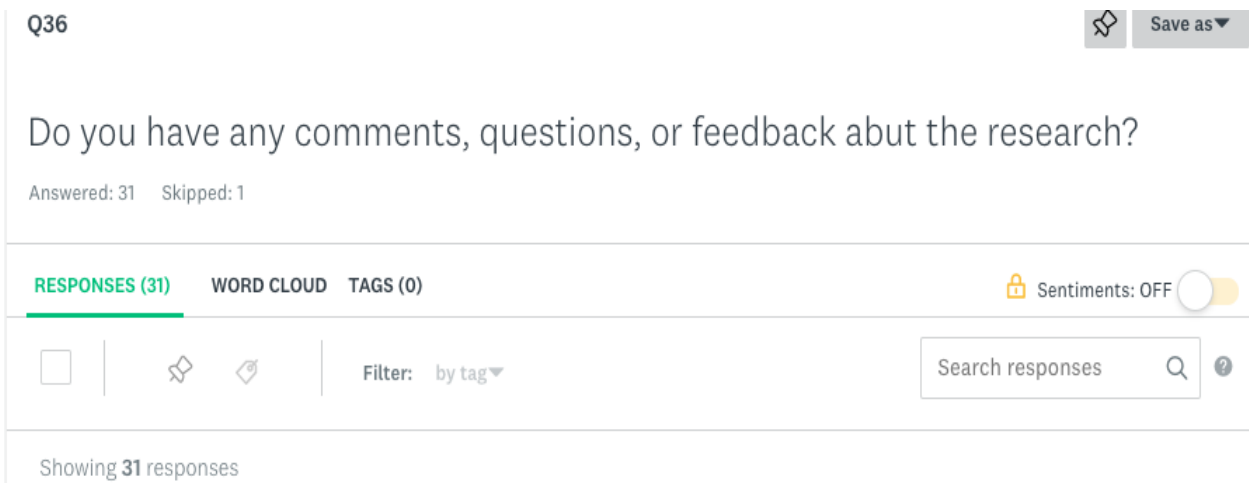 Q36
Save as
Do you have any comments, questions, or feedback abut the research?
Answered: 31 Skipped: 1
RESPONSES (31) WORD CLOUD TAGS (0)
Sentiments: OFF
Filter: by tag
Search responses
?
Showing 31 responses